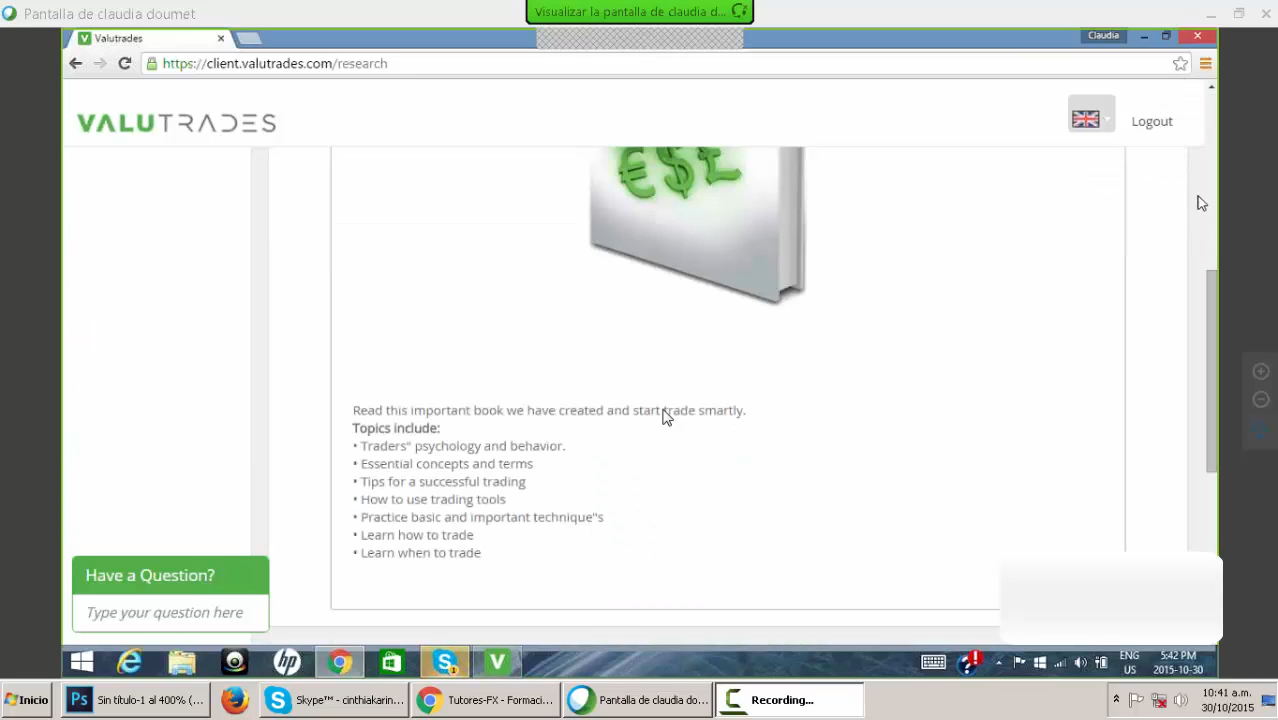 Pantalla de claudia doumet
Visualizar la pantalla de claudia d...
Valutrades
Claudia
https://client.valutrades.com/research
VALUTRADES
Logout
€$£
Read this important book we have created and start trade smartly.
Topics include:
• Traders" psychology and behavior.
• Essential concepts and terms
• Tips for a successful trading
• How to use trading tools
• Practice basic and important technique"s
• Learn how to trade
• Learn when to trade
Have a Question?
Type your question here
ENG
US
5:42 PM
2015-10-30
Inicio
Ps
Sin título-1 al 400% (...
Skype™ - cinthiakarin...
Tutores-FX - Formaci...
Pantalla de claudia do...
Recording...
10:41 a.m.
30/10/2015